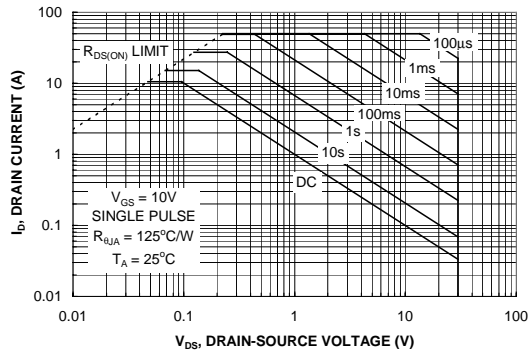 100
10
1
0.1
0.01
0.01
0.1
1
10
100
I_D, DRAIN CURRENT (A)
V_DS, DRAIN-SOURCE VOLTAGE (V)
R_DS(ON) LIMIT
100µs
1ms
10ms
100ms
1s
10s
DC
V_GS = 10V
SINGLE PULSE
R_θJA = 125°C/W
T_A = 25°C